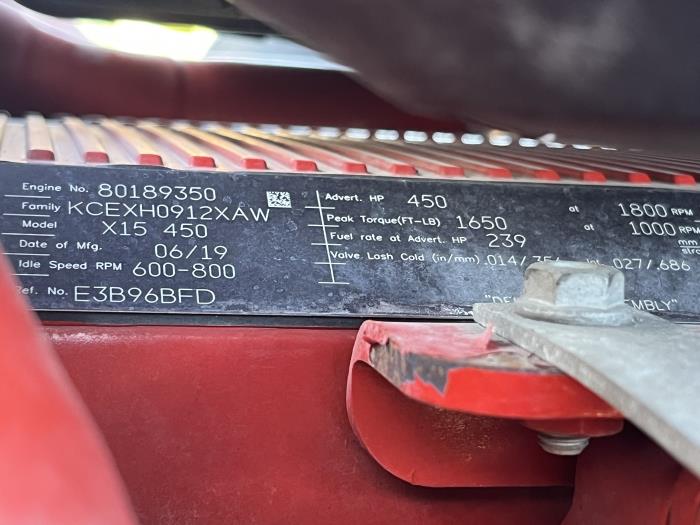 Engine No. 80189350
Family KCEXH0912XAW
Model X15 450
Date of Mfg. 06/19
Idle Speed RPM 600-800
Ref. No. E3B96BFD
Advert. HP 450 at 1800 RPM
Peak Torque(FT-LB) 1650 at 1000 RPM
Fuel rate at Advert. HP 239 mm
Valve Lash Cold (in/mm) .014/ Int. .027/.686